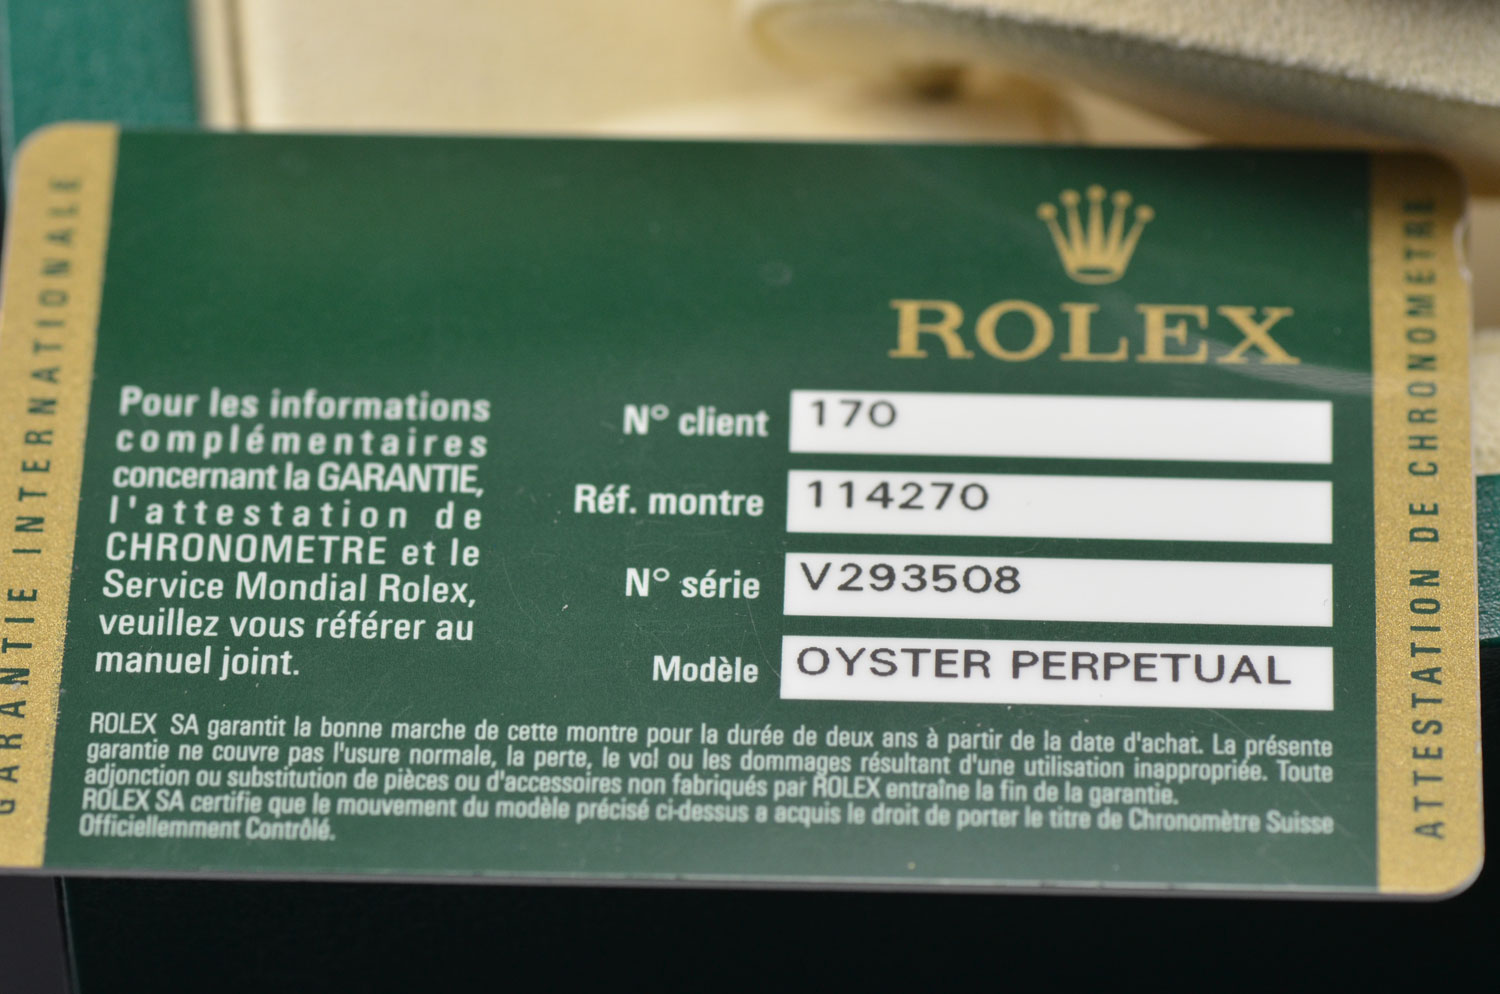 GARANTIE INTERNATIONALE
ROLEX
Pour les informations
complémentaires
concernant la GARANTIE,
l'attestation de
CHRONOMETRE et le
Service Mondial Rolex,
veuillez vous référer au
manuel joint.
N° client 170
Réf. montre 114270
N° série V293508
Modèle OYSTER PERPETUAL
ROLEX SA garantit la bonne marche de cette montre pour la durée de deux ans à partir de la date d'achat. La présente
garantie ne couvre pas l'usure normale, la perte, le vol ou les dommages résultant d'une utilisation inappropriée. Toute
adjonction ou substitution de pièces ou d'accessoires non fabriqués par ROLEX entraîne la fin de la garantie.
ROLEX SA certifie que le mouvement du modèle précisé ci-dessus a acquis le droit de porter le titre de Chronomètre Suisse
Officiellemment Contrôlé.
ATTESTATION DE CHRONOMETRE